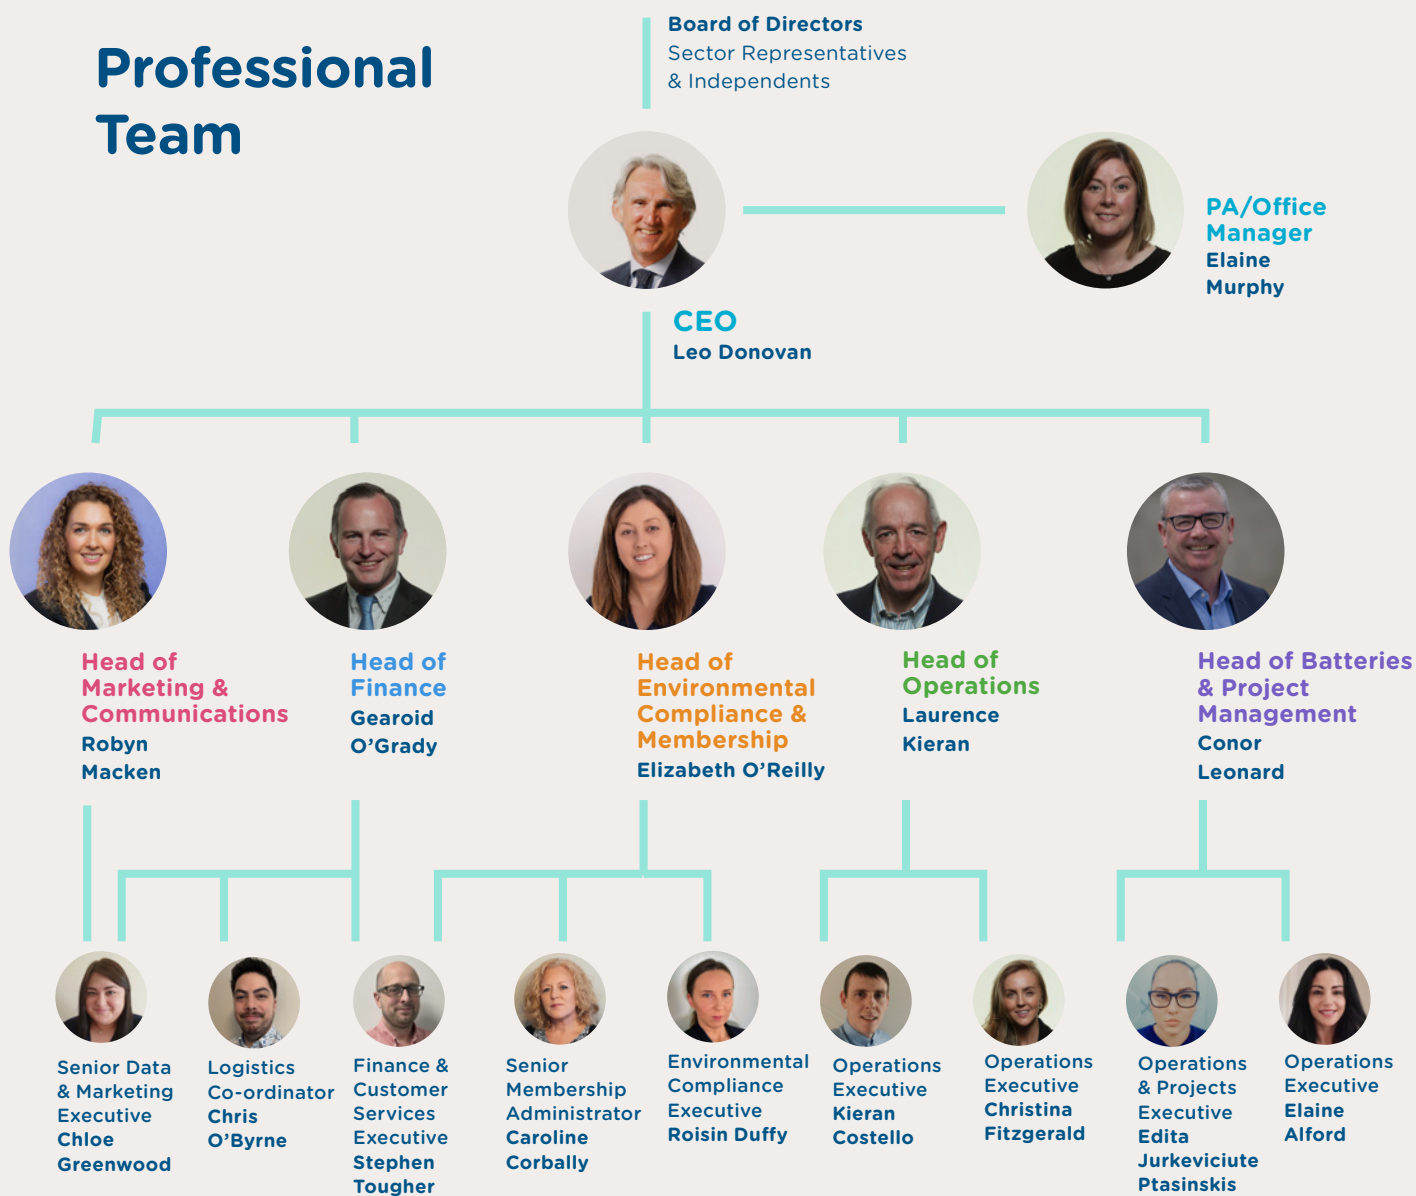 Professional
Team
Board of Directors
Sector Representatives
& Independents
PA/Office
Manager
Elaine
Murphy
CEO
Leo Donovan
Head of
Marketing &
Communications
Robyn
Macken
Head of
Finance
Gearoid
O’Grady
Head of
Environmental
Compliance &
Membership
Elizabeth O’Reilly
Head of
Operations
Laurence
Kieran
Head of Batteries
& Project
Management
Conor
Leonard
Senior Data
& Marketing
Executive
Chloe
Greenwood
Logistics
Co-ordinator
Chris
O’Byrne
Finance &
Customer
Services
Executive
Stephen
Tougher
Senior
Membership
Administrator
Caroline
Corbally
Environmental
Compliance
Executive
Roisin Duffy
Operations
Executive
Kieran
Costello
Operations
Executive
Christina
Fitzgerald
Operations
& Projects
Executive
Edita
Jurkeviciute
Ptasinskis
Operations
Executive
Elaine
Alford